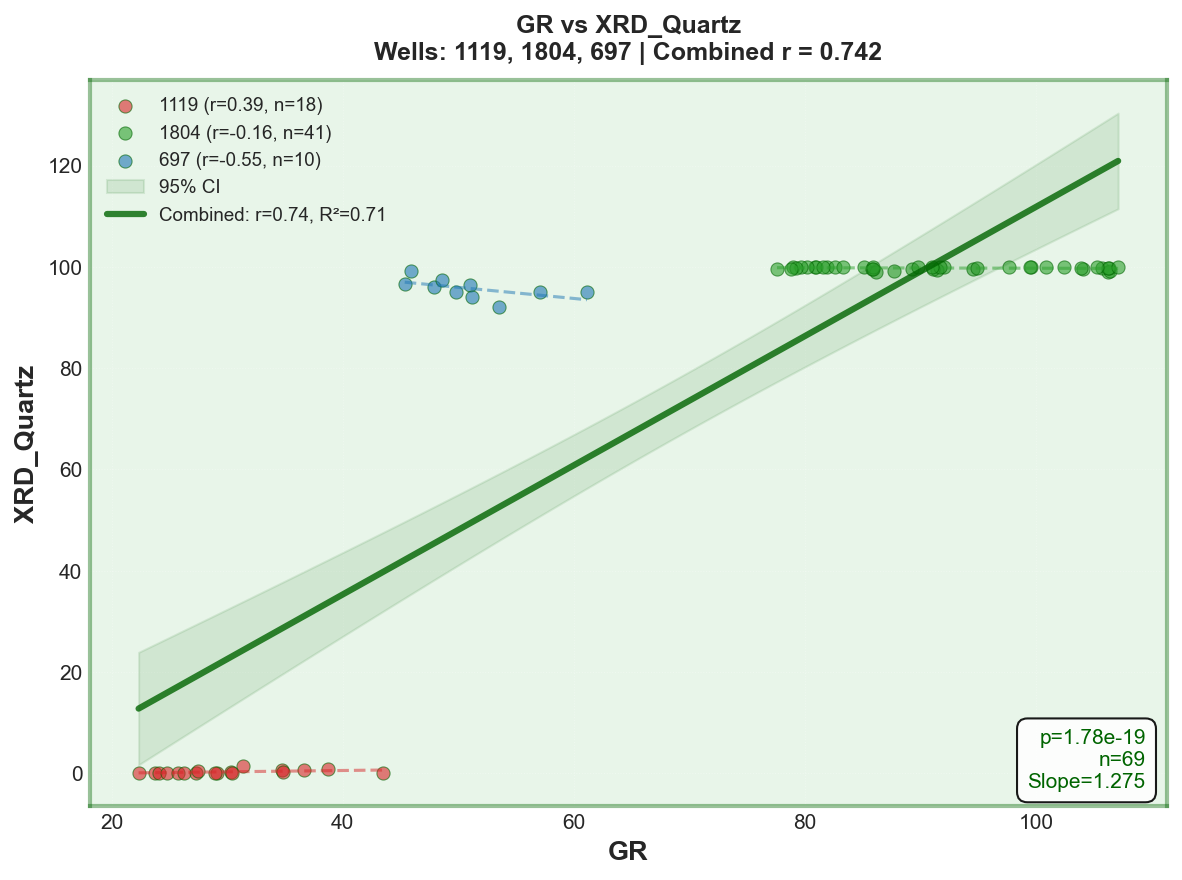 GR vs XRD_Quartz
Wells: 1119, 1804, 697 | Combined r = 0.742
1119 (r=0.39, n=18)
1804 (r=-0.16, n=41)
697 (r=-0.55, n=10)
95% CI
Combined: r=0.74, R²=0.71
XRD_Quartz
120
100
80
60
40
20
0
p=1.78e-19
n=69
Slope=1.275
20 40 60 80 100
GR